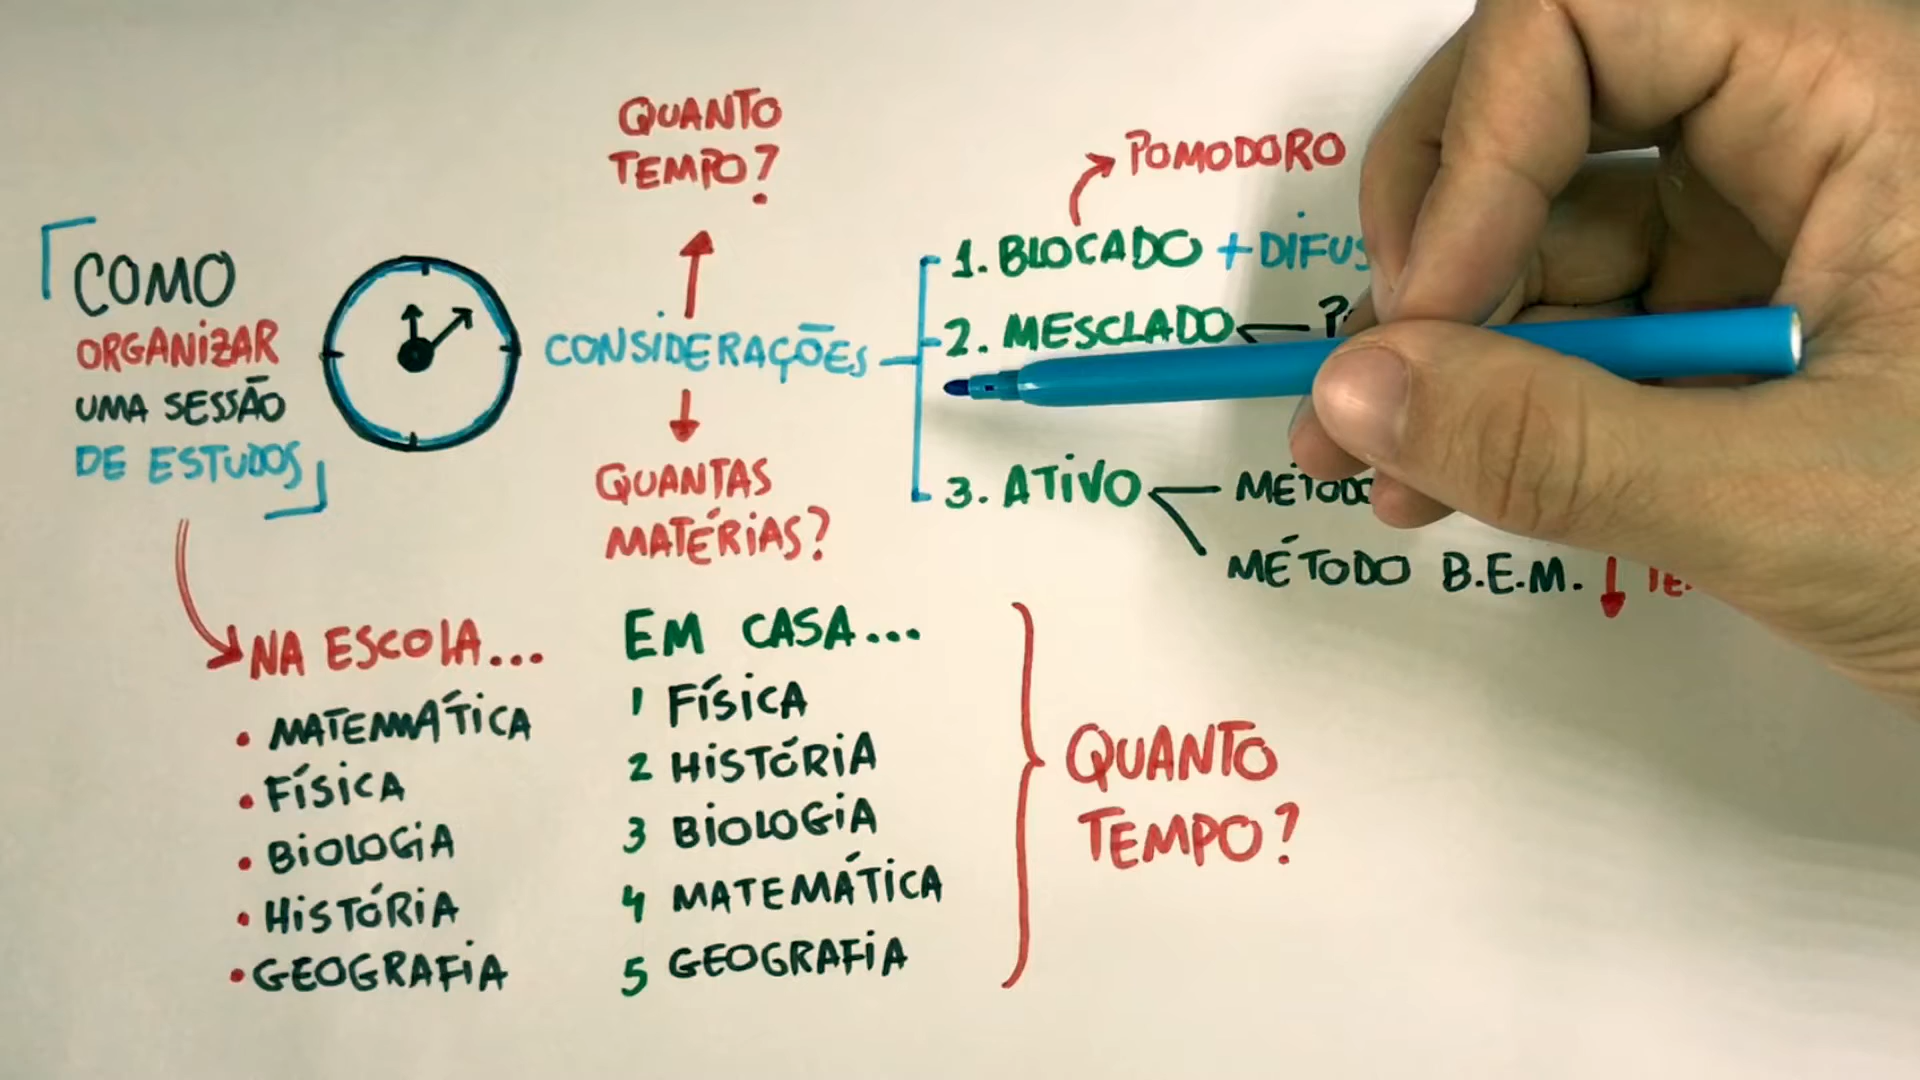 COMO
ORGANIZAR
UMA SESSÃO
DE ESTUDOS
QUANTO
TEMPO?
CONSIDERAÇÕES
QUANTAS
MATÉRIAS?
POMODORO
1. BLOCADO +
2. MESCLADO
3. ATIVO
MÉTODO B.E.M.
NA ESCOLA...
• MATEMÁTICA
• FÍSICA
• BIOLOGIA
• HISTÓRIA
• GEOGRAFIA
EM CASA...
1 FÍSICA
2 HISTÓRIA
3 BIOLOGIA
4 MATEMÁTICA
5 GEOGRAFIA
QUANTO
TEMPO?